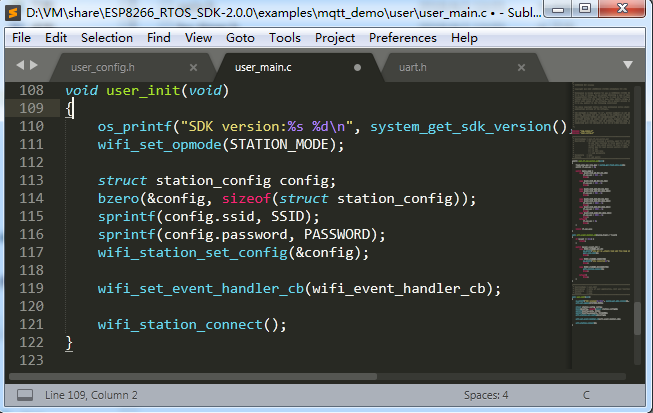 D:\VM\share\ESP8266_RTOS_SDK-2.0.0\examples\mqtt_demo\user\user_main.c • - Subl...
File Edit Selection Find View Goto Tools Project Preferences Help
user_config.h user_main.c uart.h
108 void user_init(void)
109 {
110     os_printf("SDK version:%s %d\n", system_get_sdk_version()
111     wifi_set_opmode(STATION_MODE);
112
113     struct station_config config;
114     bzero(&config, sizeof(struct station_config));
115     sprintf(config.ssid, SSID);
116     sprintf(config.password, PASSWORD);
117     wifi_station_set_config(&config);
118
119     wifi_set_event_handler_cb(wifi_event_handler_cb);
120
121     wifi_station_connect();
122 }
123
Line 109, Column 2 Spaces: 4 C